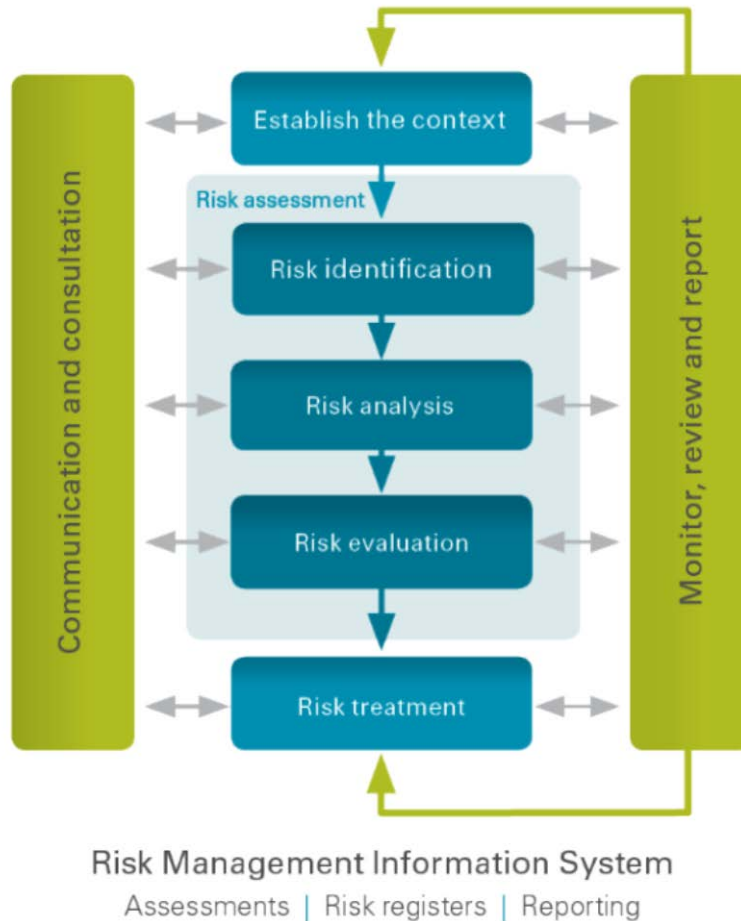 Establish the context
Risk assessment
Risk identification
Risk analysis
Risk evaluation
Risk treatment
Communication and consultation
Monitor, review and report
Risk Management Information System
Assessments | Risk registers | Reporting